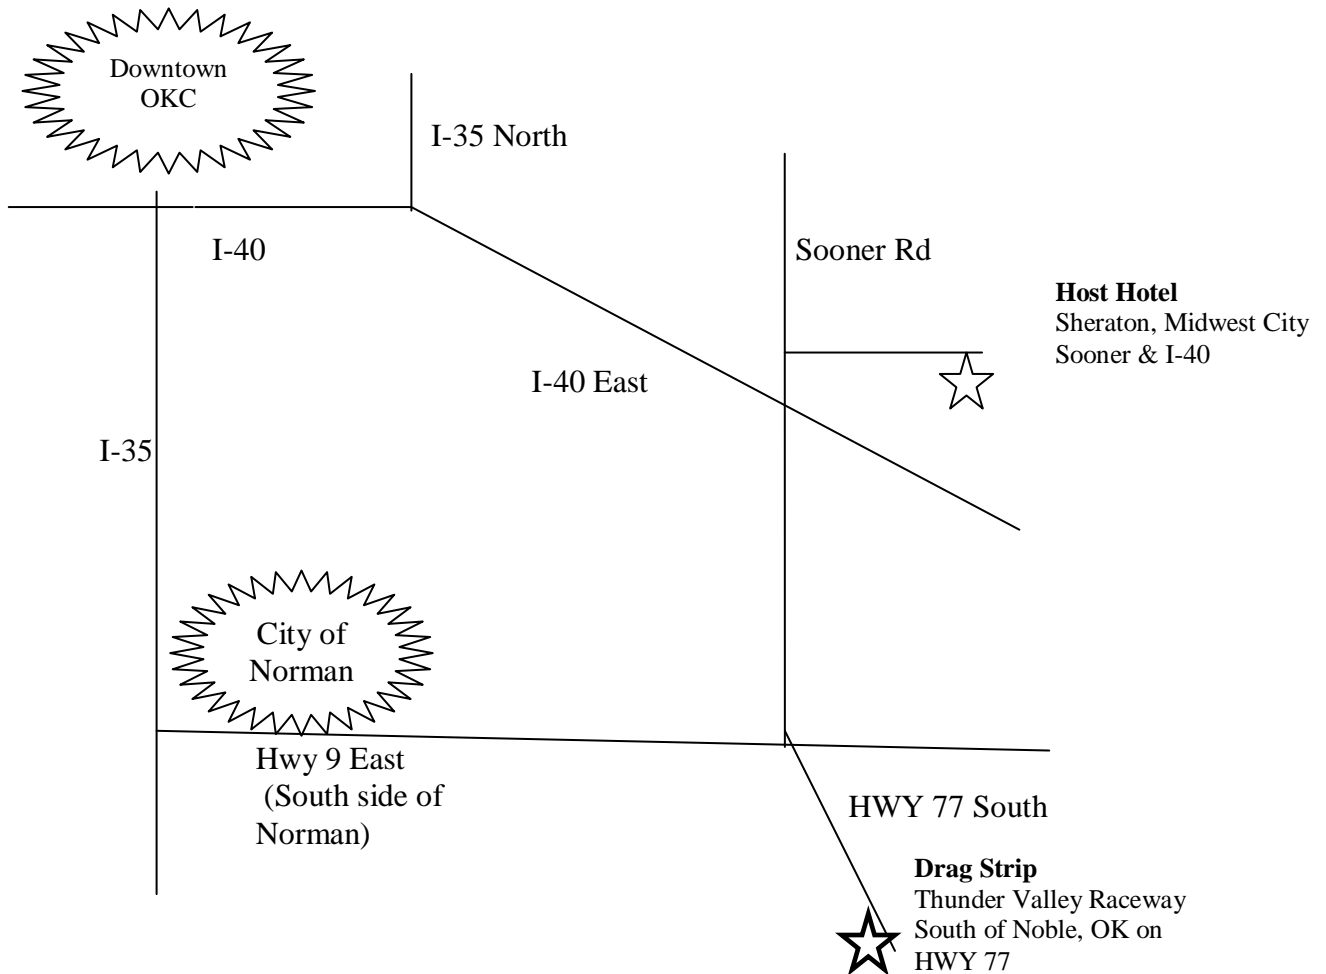 Downtown
OKC
I-35 North
I-40
Sooner Rd
Host Hotel
Sheraton, Midwest City
Sooner & I-40
I-40 East
I-35
City of
Norman
Hwy 9 East
(South side of
Norman)
HWY 77 South
Drag Strip
Thunder Valley Raceway
South of Noble, OK on
HWY 77